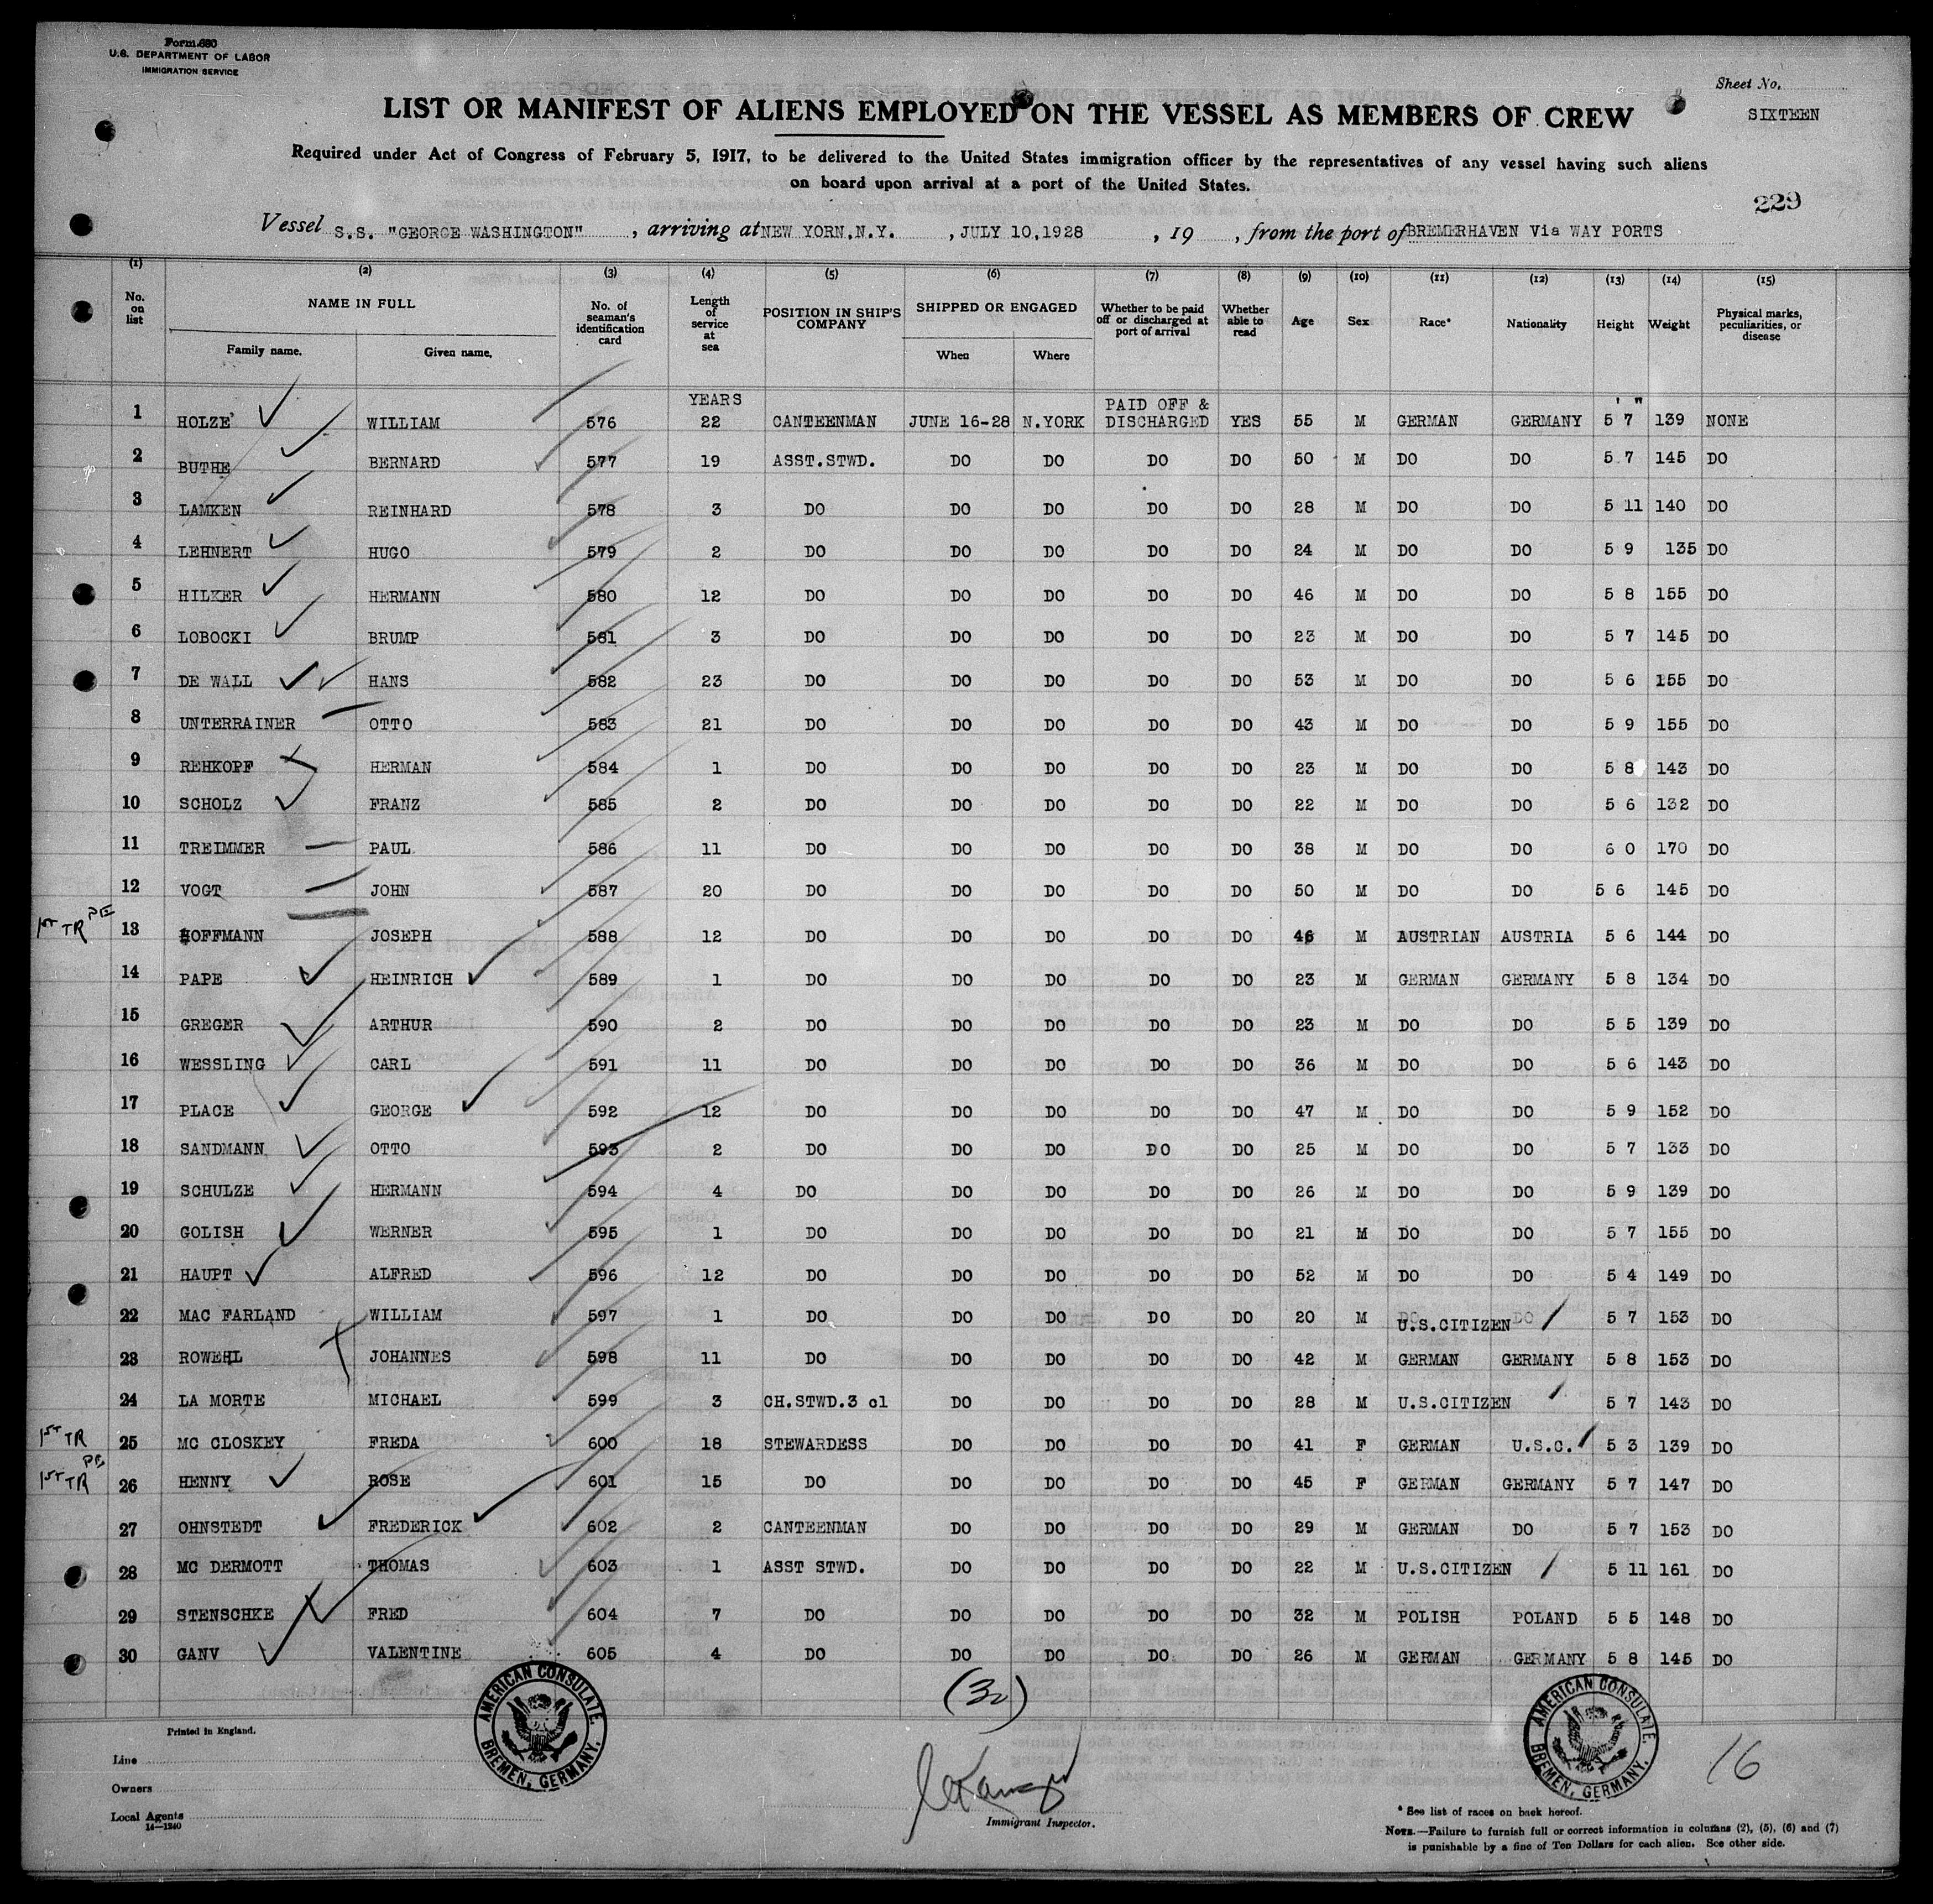 Form 680
U.S. DEPARTMENT OF LABOR
IMMIGRATION SERVICE
Sheet No.
SIXTEEN
LIST OR MANIFEST OF ALIENS EMPLOYED ON THE VESSEL AS MEMBERS OF CREW
Required under Act of Congress of February 5, 1917, to be delivered to the United States immigration officer by the representatives of any vessel having such aliens
on board upon arrival at a port of the United States.
229
Vessel S.S. "GEORGE WASHINGTON", arriving at NEW YORK,N.Y., JULY 10,1928, 19, from the port of BREMERHAVEN Via WAY PORTS
(1) (2) (3) (4) (5) (6) (7) (8) (9) (10) (11) (12) (13) (14) (15)
No. on list NAME IN FULL Family name. Given name. No. of seaman's identification card Length of service at sea POSITION IN SHIP'S COMPANY SHIPPED OR ENGAGED When Where Whether to be paid off or discharged at port of arrival Whether able to read Age Sex Race* Nationality Height Weight Physical marks, peculiarities, or disease
YEARS PAID OFF & ' "
1 HOLZE' WILLIAM 576 22 CANTEENMAN JUNE 16-28 N.YORK DISCHARGED YES 55 M GERMAN GERMANY 5 7 139 NONE
2 BUTHE BERNARD 577 19 ASST.STWD. DO DO DO DO 50 M DO DO 5 7 145 DO
3 LAMKEN REINHARD 578 3 DO DO DO DO DO 28 M DO DO 5 11 140 DO
4 LEHNERT HUGO 579 2 DO DO DO DO DO 24 M DO DO 5 9 135 DO
5 HILKER HERMANN 580 12 DO DO DO DO DO 46 M DO DO 5 8 155 DO
6 LOBOCKI BRUMP 581 3 DO DO DO DO DO 23 M DO DO 5 7 145 DO
7 DE WALL HANS 582 23 DO DO DO DO DO 53 M DO DO 5 6 155 DO
8 UNTERRAINER OTTO 583 21 DO DO DO DO DO 43 M DO DO 5 9 155 DO
9 REHKOPF HERMAN 584 1 DO DO DO DO DO 23 M DO DO 5 8 143 DO
10 SCHOLZ FRANZ 585 2 DO DO DO DO DO 22 M DO DO 5 6 132 DO
11 TREIMMER PAUL 586 11 DO DO DO DO DO 38 M DO DO 6 0 170 DO
12 VOGT JOHN 587 20 DO DO DO DO DO 50 M DO DO 5 6 145 DO
1st TR PE 13 HOFFMANN JOSEPH 588 12 DO DO DO DO DO 46 M AUSTRIAN AUSTRIA 5 6 144 DO
14 PAPE HEINRICH 589 1 DO DO DO DO DO 23 M GERMAN GERMANY 5 8 134 DO
15 GREGER ARTHUR 590 2 DO DO DO DO DO 23 M DO DO 5 5 139 DO
16 WESSLING CARL 591 11 DO DO DO DO DO 36 M DO DO 5 6 143 DO
17 PLACE GEORGE 592 12 DO DO DO DO DO 47 M DO DO 5 9 152 DO
18 SANDMANN OTTO 593 2 DO DO DO DO DO 25 M DO DO 5 7 133 DO
19 SCHULZE HERMANN 594 4 DO DO DO DO DO 26 M DO DO 5 9 139 DO
20 GOLISH WERNER 595 1 DO DO DO DO DO 21 M DO DO 5 7 155 DO
21 HAUPT ALFRED 596 12 DO DO DO DO DO 52 M DO DO 5 4 149 DO
22 MAC FARLAND WILLIAM 597 1 DO DO DO DO DO 20 M DO DO U.S.CITIZEN 5 7 153 DO
23 ROWEHL JOHANNES 598 11 DO DO DO DO DO 42 M GERMAN GERMANY 5 8 153 DO
24 LA MORTE MICHAEL 599 3 CH.STWD.3 cl DO DO DO DO 28 M U.S.CITIZEN 5 7 143 DO
1st TR 25 MC CLOSKEY FREDA 600 18 STEWARDESS DO DO DO DO 41 F GERMAN U.S.C. 5 3 139 DO
1st TR PE 26 HENNY ROSE 601 15 DO DO DO DO DO 45 F GERMAN GERMANY 5 7 147 DO
27 OHNSTEDT FREDERICK 602 2 CANTEENMAN DO DO DO DO 29 M GERMAN DO 5 7 153 DO
28 MC DERMOTT THOMAS 603 1 ASST STWD. DO DO DO DO 22 M U.S.CITIZEN 5 11 161 DO
29 STENSCHKE FRED 604 7 DO DO DO DO DO 32 M POLISH POLAND 5 5 148 DO
30 GANV VALENTINE 605 4 DO DO DO DO DO 26 M GERMAN GERMANY 5 8 145 DO
(30)
AMERICAN CONSULATE. BREMEN, GERMANY.
AMERICAN CONSULATE. BREMEN, GERMANY.
16
Printed in England.
Line
Owners
Local Agents
14—1240
Immigrant Inspector.
* See list of races on back hereof.
NOTE.—Failure to furnish full or correct information in columns (2), (5), (6) and (7)
is punishable by a fine of Ten Dollars for each alien. See other side.